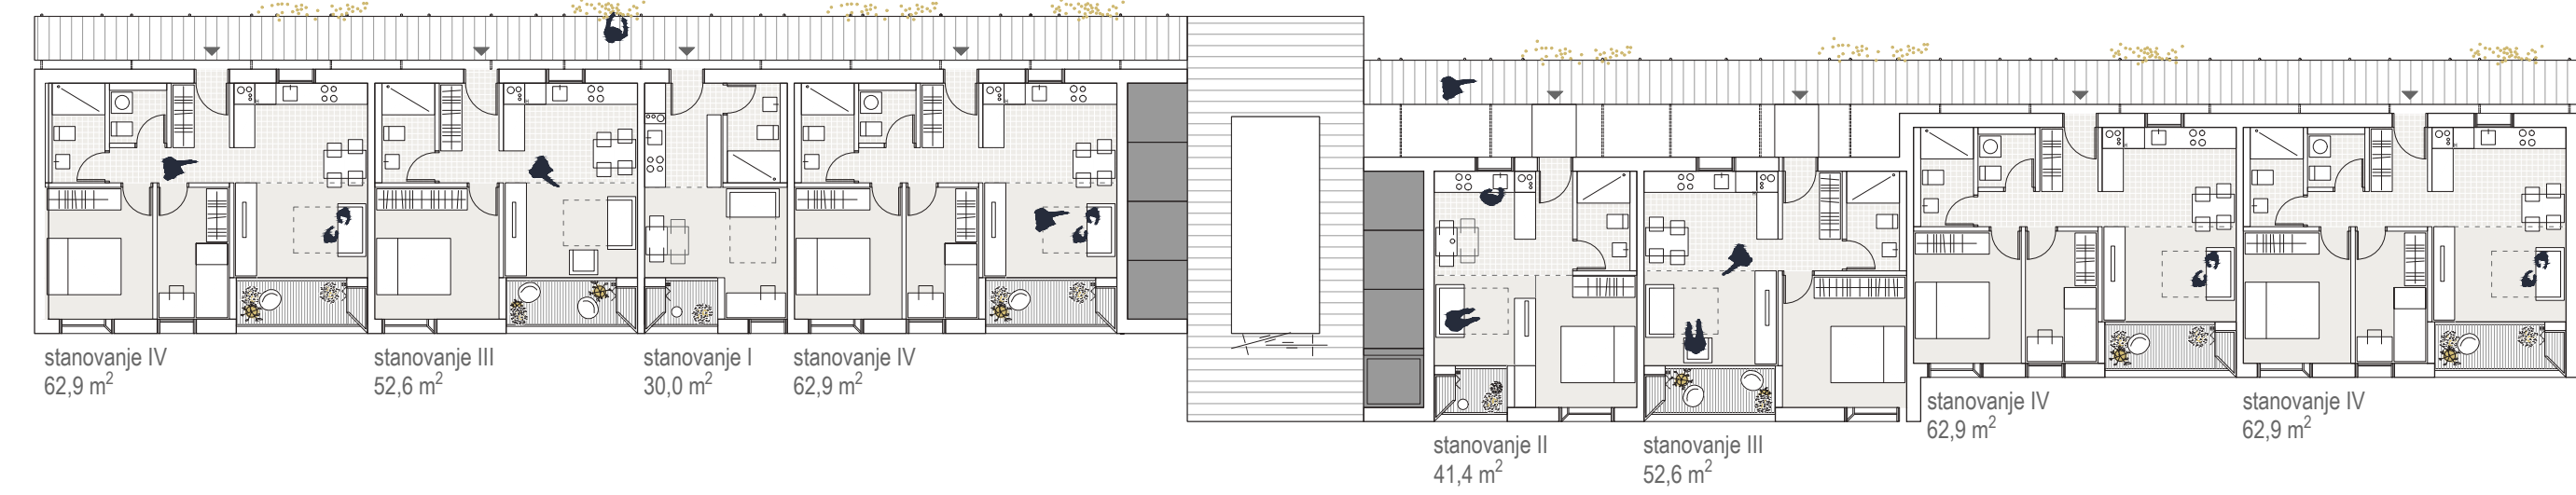 stanovanje IV
62,9 m²
stanovanje III
52,6 m²
stanovanje I
30,0 m²
stanovanje IV
62,9 m²
stanovanje II
41,4 m²
stanovanje III
52,6 m²
stanovanje IV
62,9 m²
stanovanje IV
62,9 m²